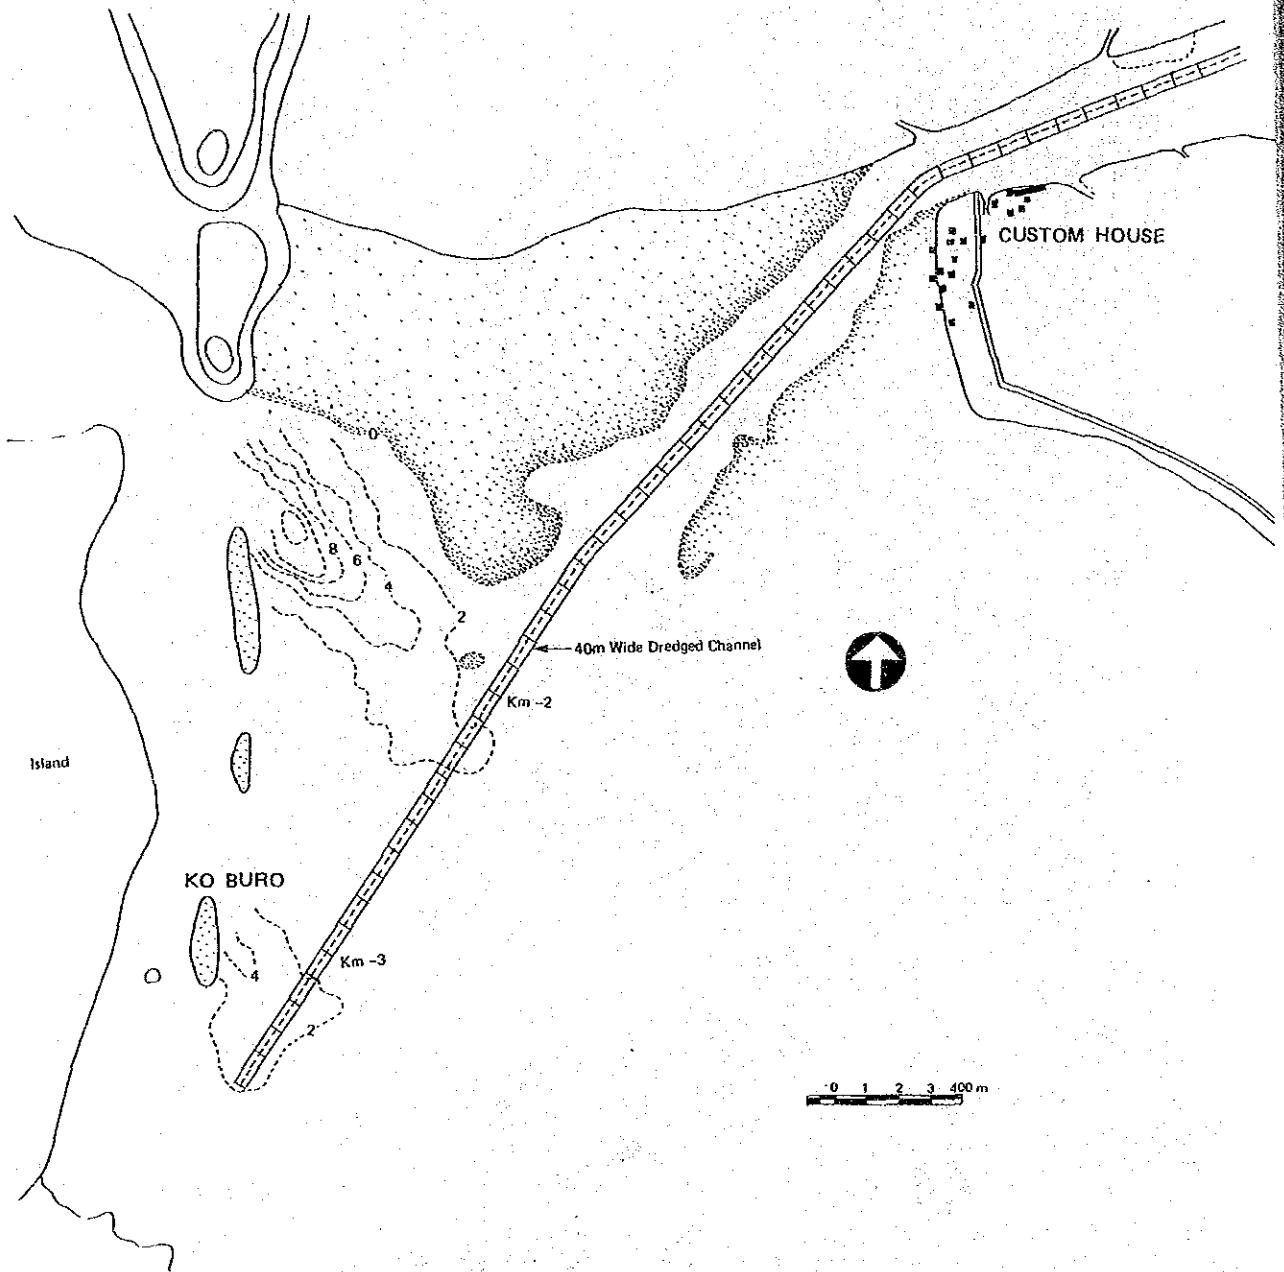 CUSTOM HOUSE
0
8
6
4
2
40m Wide Dredged Channel
Km -2
Island
KO BURO
Km -3
4
2
0 1 2 3 400 m